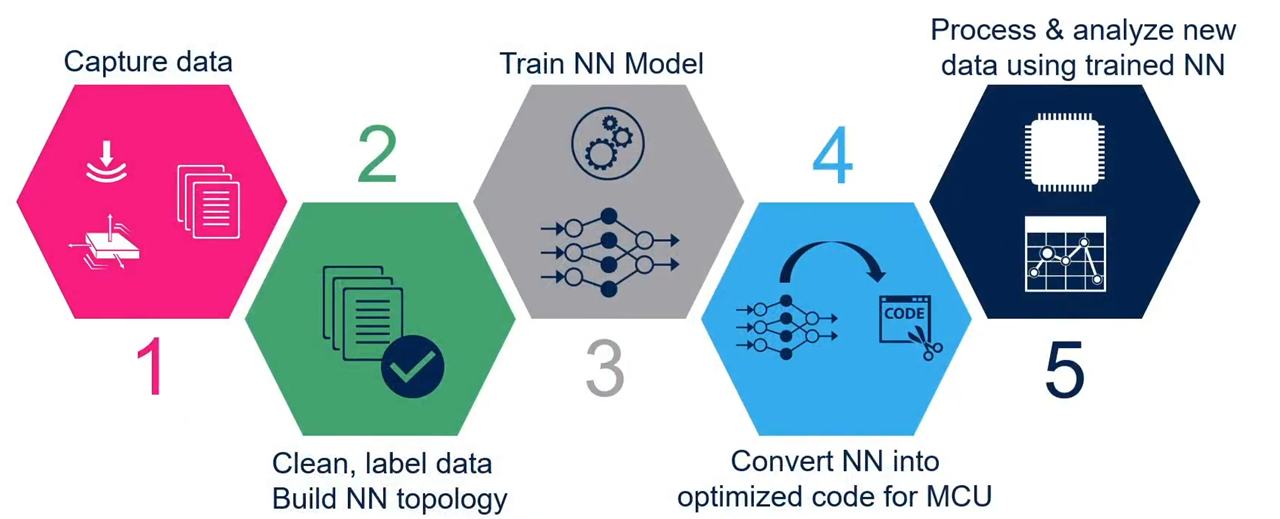 Capture data
1
2
Clean, label data
Build NN topology
Train NN Model
3
4
CODE
Convert NN into
optimized code for MCU
Process & analyze new
data using trained NN
5